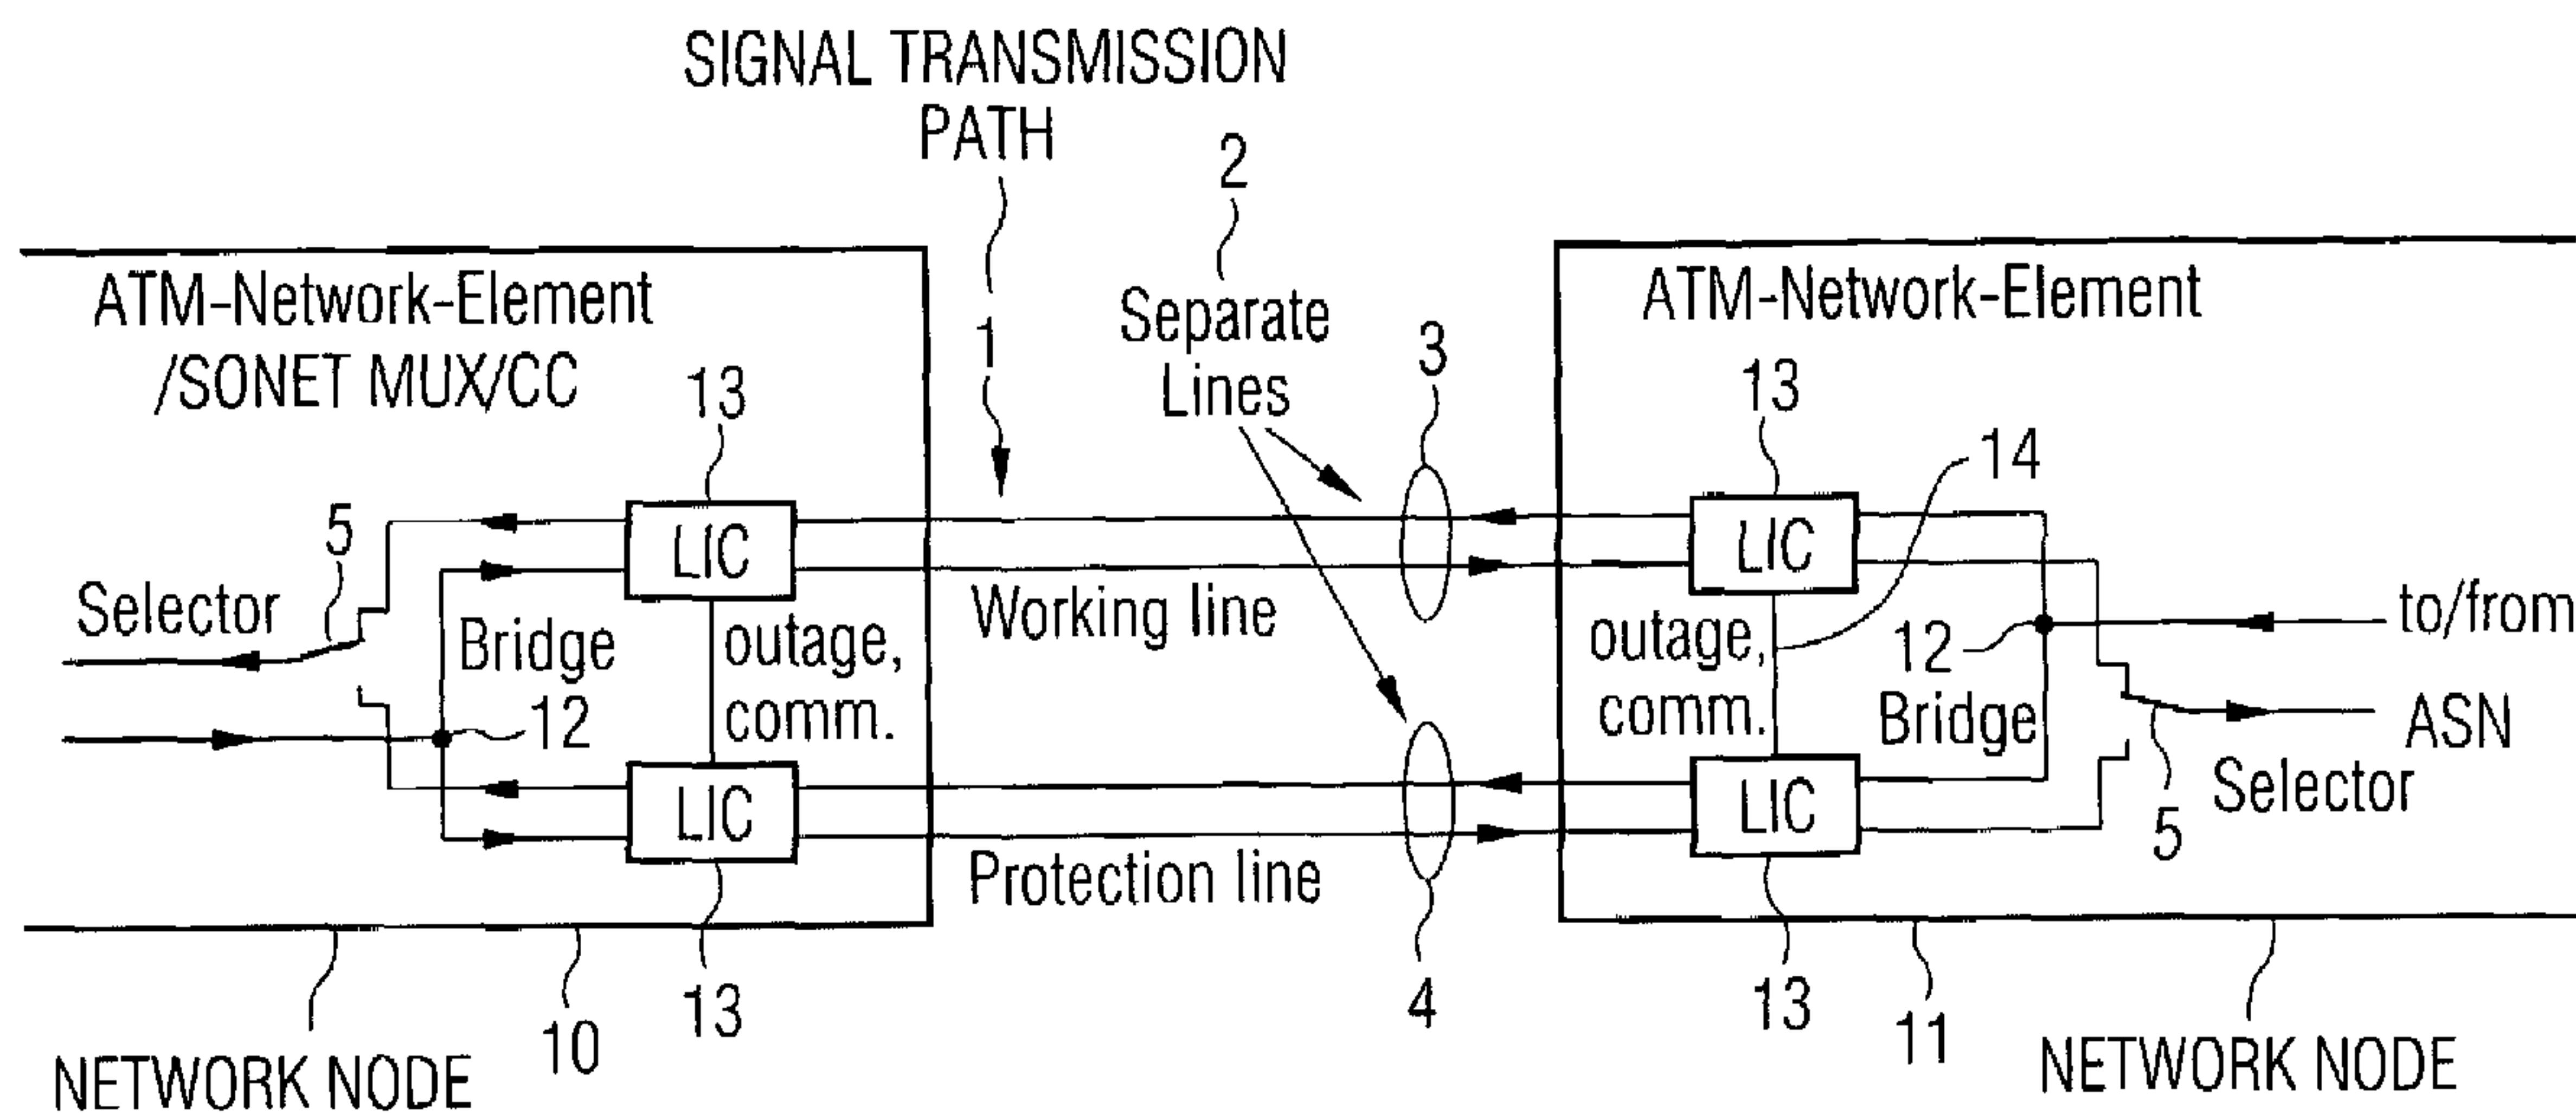 SIGNAL TRANSMISSION
PATH
2
1
Separate
Lines
3
ATM-Network-Element
/SONET MUX/CC
13
ATM-Network-Element
13
14
5
LIC
LIC
Selector
Bridge
outage,
comm.
Working line
outage,
comm.
12
Bridge
to/from
12
ASN
LIC
LIC
Selector
5
Protection line
13
10
4
13
11
NETWORK NODE
NETWORK NODE